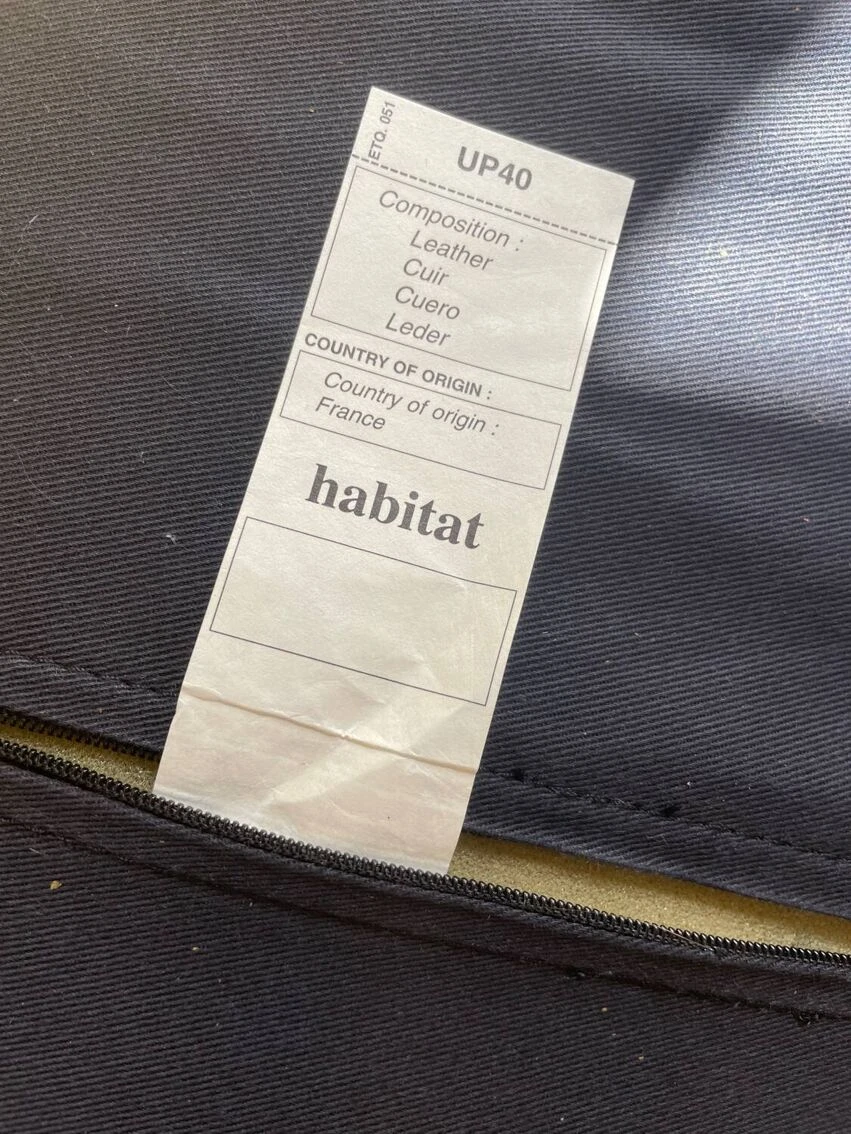 ETQ. 051
UP40
Composition :
Leather
Cuir
Cuero
Leder
COUNTRY OF ORIGIN :
Country of origin :
France
habitat